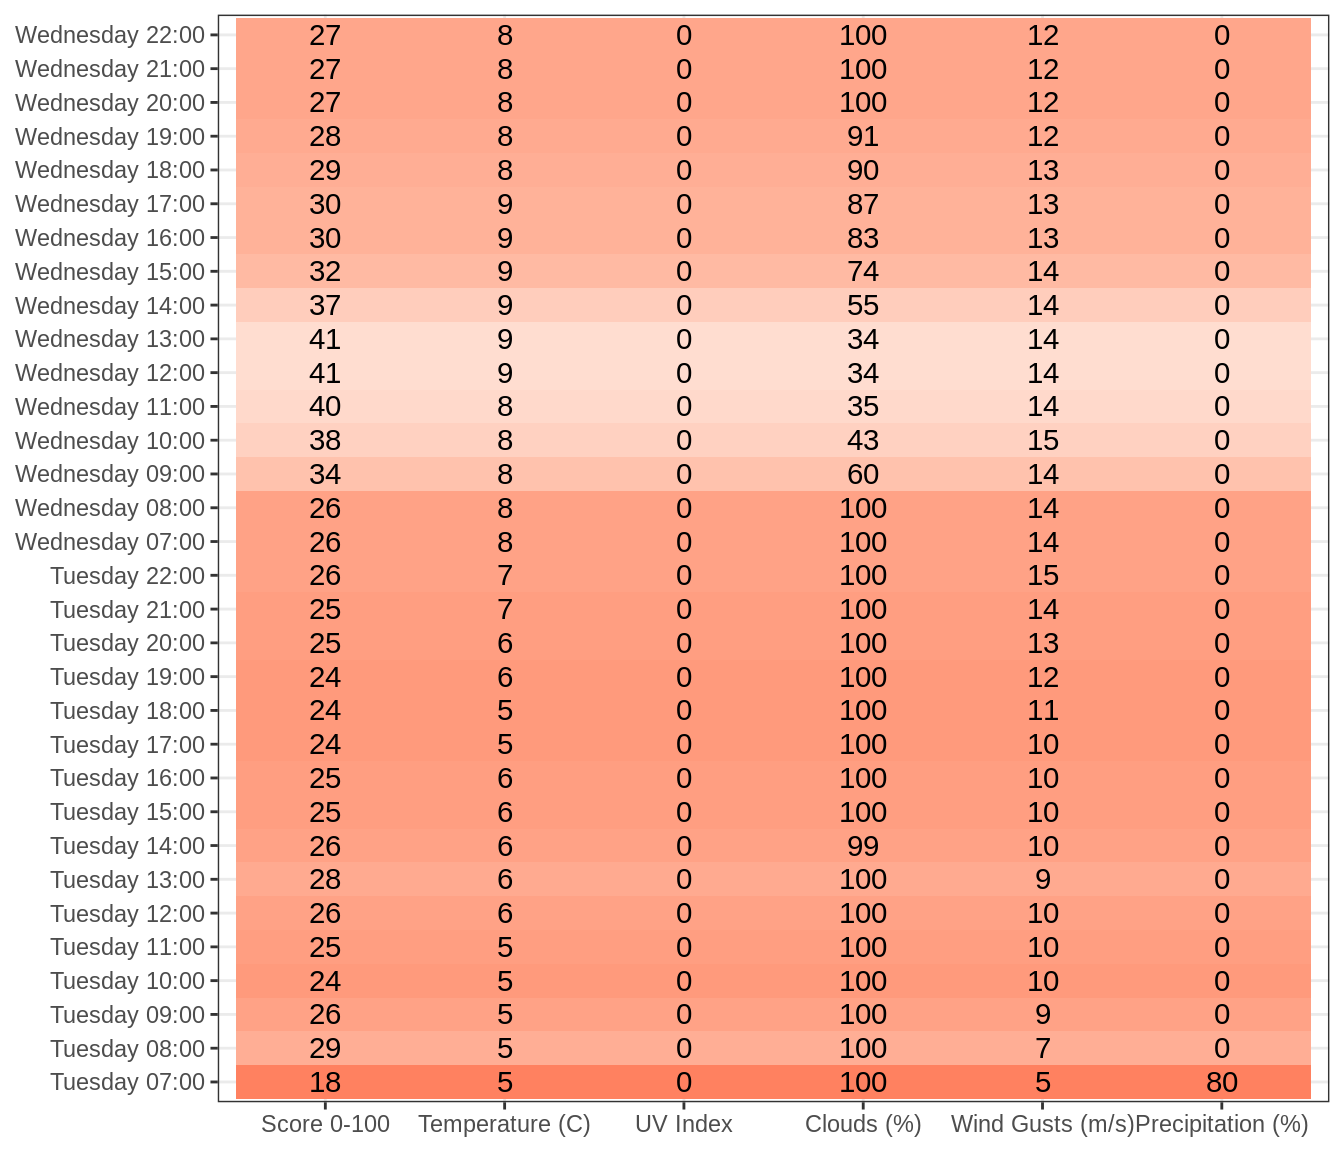 Wednesday 22:00 27 8 0 100 12 0
Wednesday 21:00 27 8 0 100 12 0
Wednesday 20:00 27 8 0 100 12 0
Wednesday 19:00 28 8 0 91 12 0
Wednesday 18:00 29 8 0 90 13 0
Wednesday 17:00 30 9 0 87 13 0
Wednesday 16:00 30 9 0 83 13 0
Wednesday 15:00 32 9 0 74 14 0
Wednesday 14:00 37 9 0 55 14 0
Wednesday 13:00 41 9 0 34 14 0
Wednesday 12:00 41 9 0 34 14 0
Wednesday 11:00 40 8 0 35 14 0
Wednesday 10:00 38 8 0 43 15 0
Wednesday 09:00 34 8 0 60 14 0
Wednesday 08:00 26 8 0 100 14 0
Wednesday 07:00 26 8 0 100 14 0
Tuesday 22:00 26 7 0 100 15 0
Tuesday 21:00 25 7 0 100 14 0
Tuesday 20:00 25 6 0 100 13 0
Tuesday 19:00 24 6 0 100 12 0
Tuesday 18:00 24 5 0 100 11 0
Tuesday 17:00 24 5 0 100 10 0
Tuesday 16:00 25 6 0 100 10 0
Tuesday 15:00 25 6 0 100 10 0
Tuesday 14:00 26 6 0 99 10 0
Tuesday 13:00 28 6 0 100 9 0
Tuesday 12:00 26 6 0 100 10 0
Tuesday 11:00 25 5 0 100 10 0
Tuesday 10:00 24 5 0 100 10 0
Tuesday 09:00 26 5 0 100 9 0
Tuesday 08:00 29 5 0 100 7 0
Tuesday 07:00 18 5 0 100 5 80
Score 0-100 Temperature (C) UV Index Clouds (%) Wind Gusts (m/s) Precipitation (%)